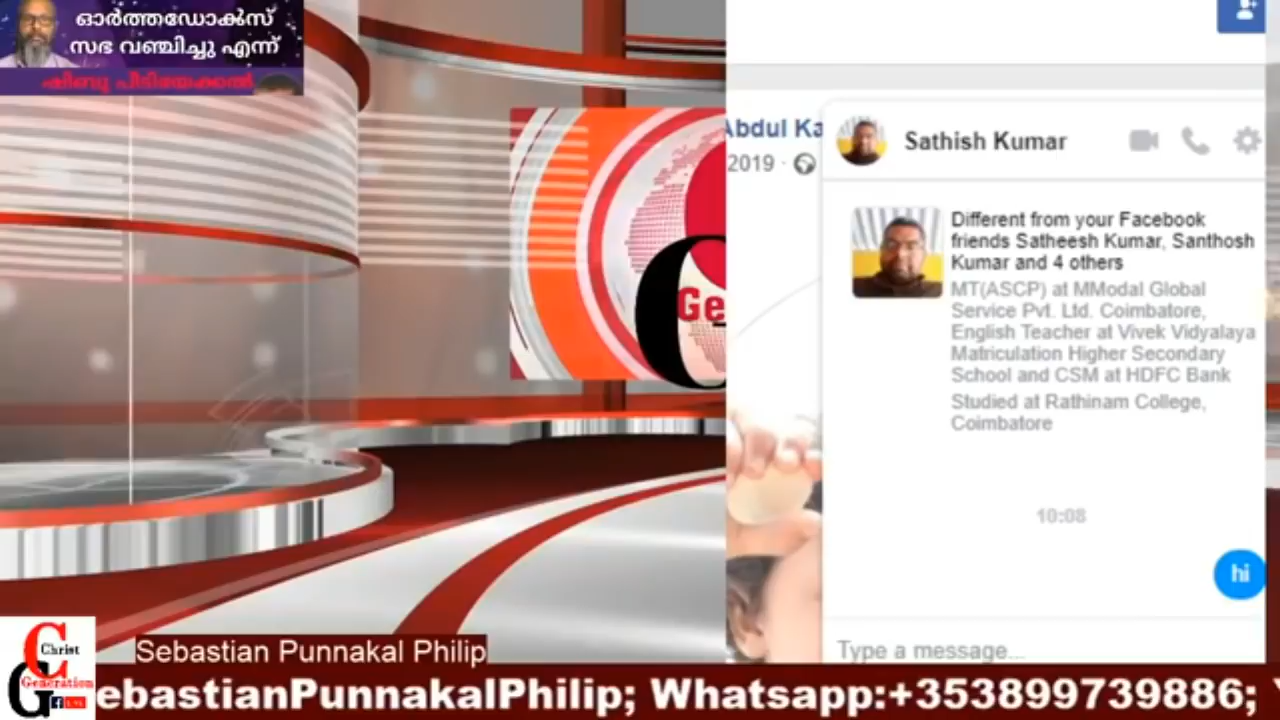 ഓർത്തഡോക്സ്
സഭ വഞ്ചിച്ചു എന്ന്
ഷിബു പീടിയേക്കൽ
Abdul Ka
2019 ·
Sathish Kumar
Different from your Facebook
friends Satheesh Kumar, Santhosh
Kumar and 4 others
MT(ASCP) at MModal Global
Service Pvt. Ltd. Coimbatore,
English Teacher at Vivek Vidyalaya
Matriculation Higher Secondary
School and CSM at HDFC Bank
Studied at Rathinam College,
Coimbatore
10:08
hi
Type a message...
Ge
Christ
Generation
Sebastian Punnakal Philip
ebastianPunnakalPhilip; Whatsapp:+353899739886;